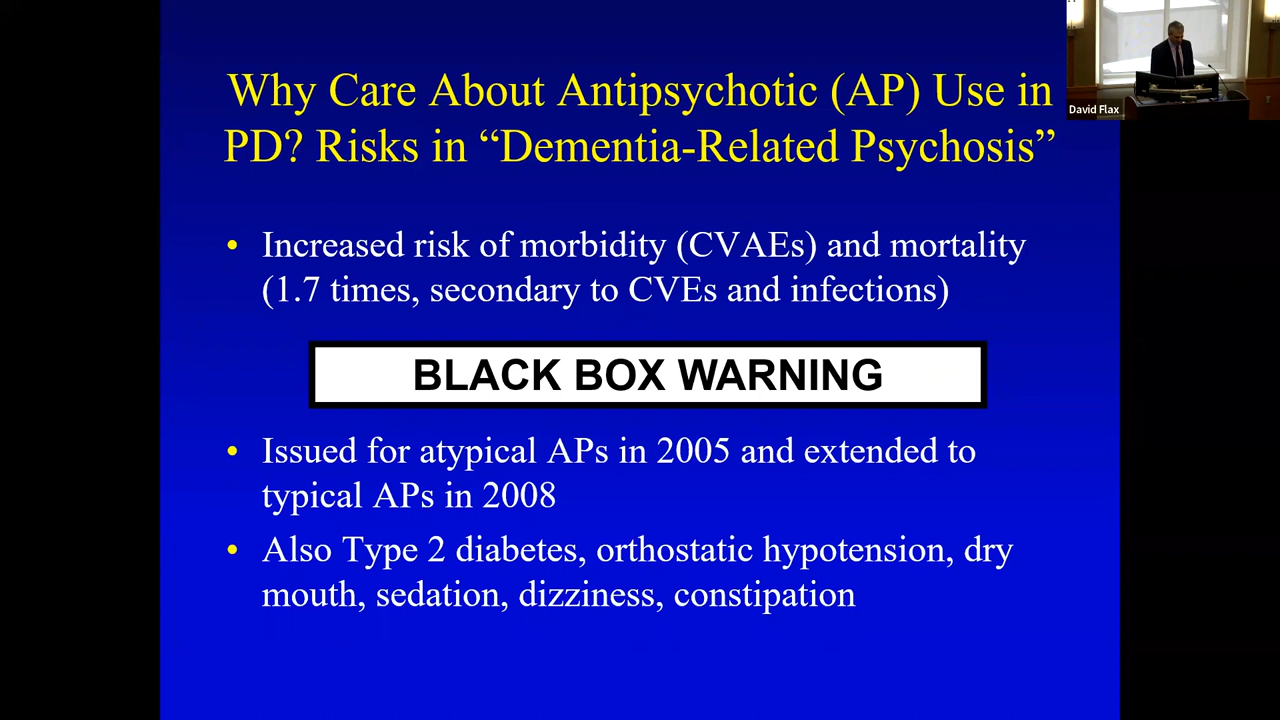 Why Care About Antipsychotic (AP) Use in
PD? Risks in “Dementia-Related Psychosis”
David Flax
• Increased risk of morbidity (CVAEs) and mortality
(1.7 times, secondary to CVEs and infections)
BLACK BOX WARNING
• Issued for atypical APs in 2005 and extended to
typical APs in 2008
• Also Type 2 diabetes, orthostatic hypotension, dry
mouth, sedation, dizziness, constipation